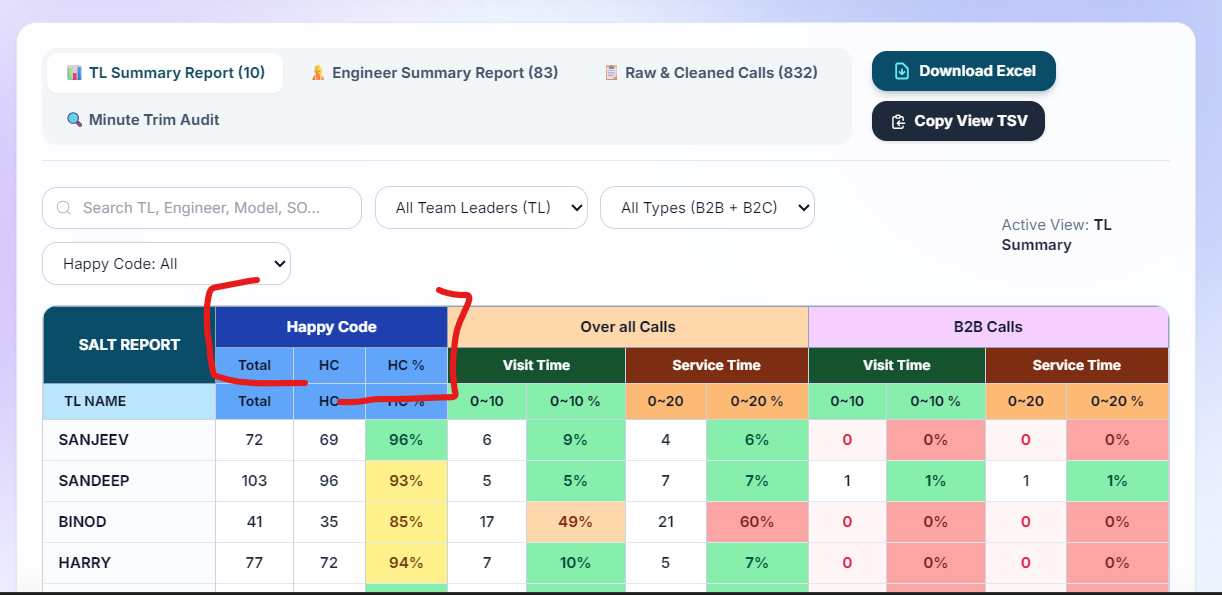 TL Summary Report (10) Engineer Summary Report (83) Raw & Cleaned Calls (832) Download Excel
Minute Trim Audit Copy View TSV
Search TL, Engineer, Model, SO... All Team Leaders (TL) All Types (B2B + B2C) Active View: TL
Summary
Happy Code: All
SALT REPORT Happy Code Over all Calls B2B Calls
Total HC HC % Visit Time Service Time Visit Time Service Time
TL NAME Total HC HC % 0~10 0~10 % 0~20 0~20 % 0~10 0~10 % 0~20 0~20 %
SANJEEV 72 69 96% 6 9% 4 6% 0 0% 0 0%
SANDEEP 103 96 93% 5 5% 7 7% 1 1% 1 1%
BINOD 41 35 85% 17 49% 21 60% 0 0% 0 0%
HARRY 77 72 94% 7 10% 5 7% 0 0% 0 0%